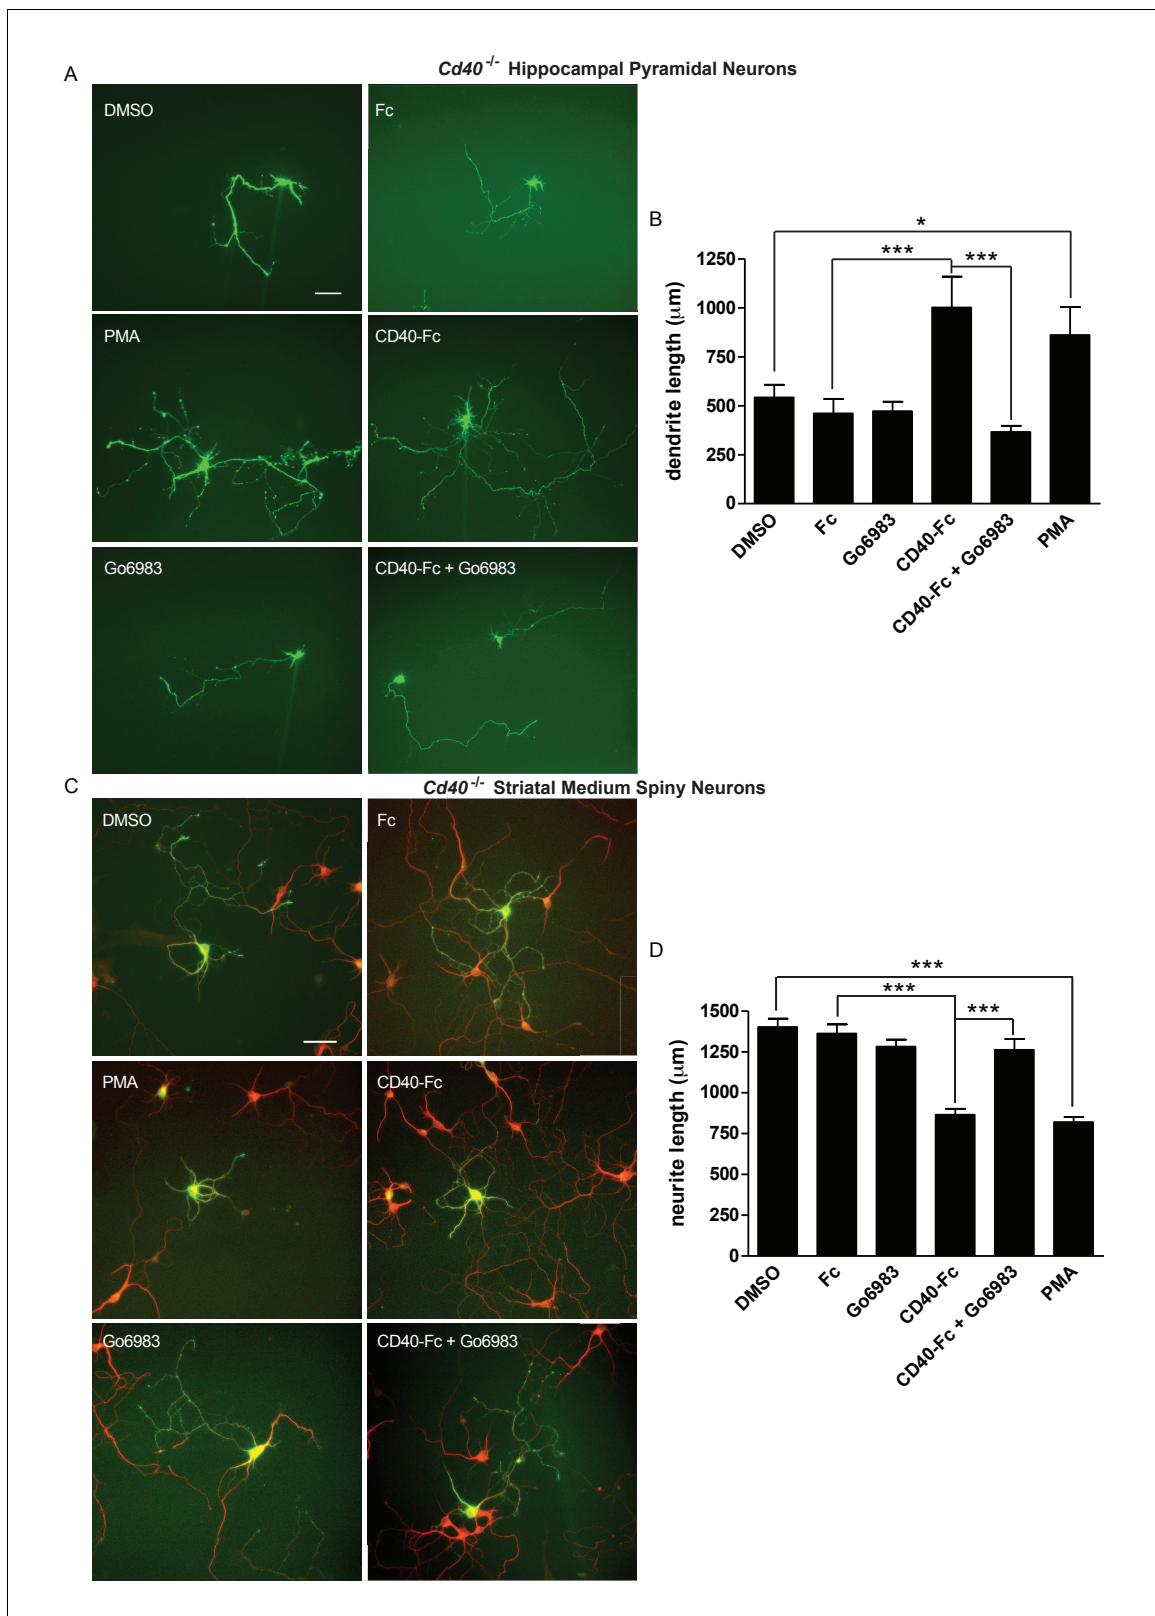 A
Cd40 -/- Hippocampal Pyramidal Neurons
DMSO
Fc
PMA
CD40-Fc
Go6983
CD40-Fc + Go6983
B
*
***
***
1250
1000
750
500
250
0
dendrite length (μm)
DMSO
Fc
Go6983
CD40-Fc
CD40-Fc + Go6983
PMA
C
Cd40 -/- Striatal Medium Spiny Neurons
DMSO
Fc
PMA
CD40-Fc
Go6983
CD40-Fc + Go6983
D
***
***
***
1500
1250
1000
750
500
250
0
neurite length (μm)
DMSO
Fc
Go6983
CD40-Fc
CD40-Fc + Go6983
PMA